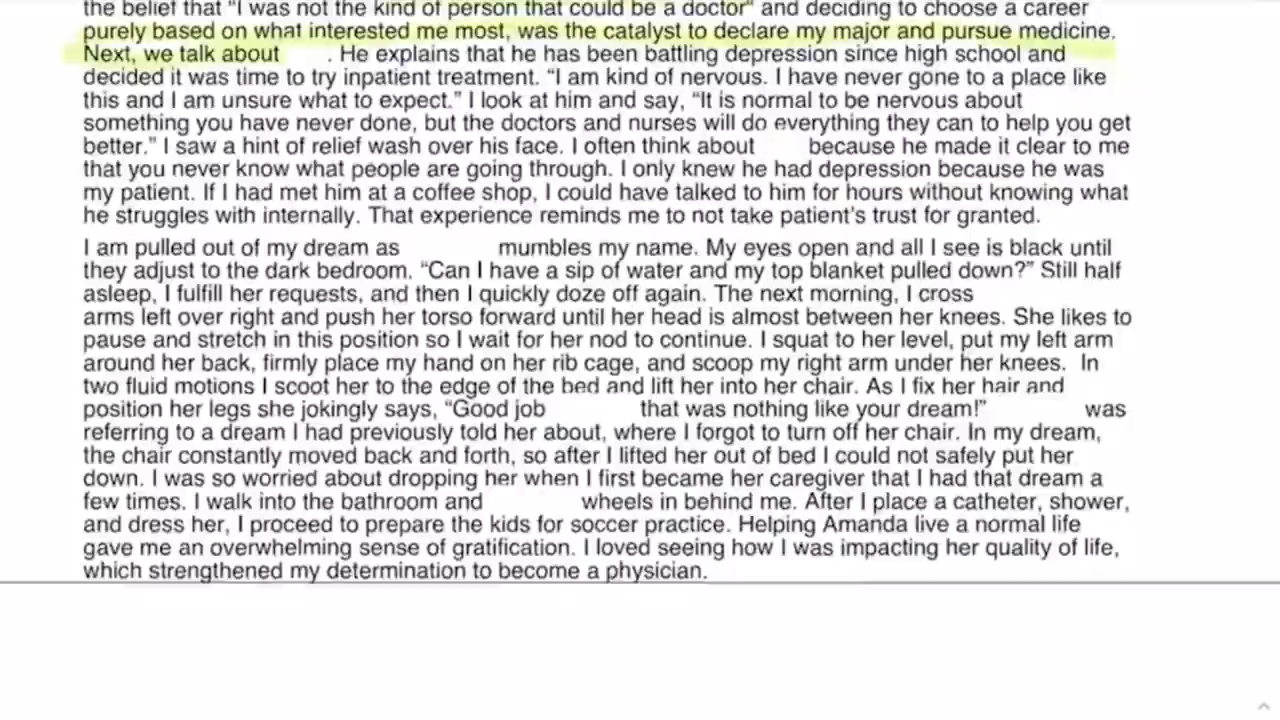 the belief that “I was not the kind of person that could be a doctor” and deciding to choose a career
purely based on what interested me most, was the catalyst to declare my major and pursue medicine.
Next, we talk about . He explains that he has been battling depression since high school and
decided it was time to try inpatient treatment. “I am kind of nervous. I have never gone to a place like
this and I am unsure what to expect.” I look at him and say, “It is normal to be nervous about
something you have never done, but the doctors and nurses will do everything they can to help you get
better.” I saw a hint of relief wash over his face. I often think about because he made it clear to me
that you never know what people are going through. I only knew he had depression because he was
my patient. If I had met him at a coffee shop, I could have talked to him for hours without knowing what
he struggles with internally. That experience reminds me to not take patient’s trust for granted.
I am pulled out of my dream as mumbles my name. My eyes open and all I see is black until
they adjust to the dark bedroom. “Can I have a sip of water and my top blanket pulled down?” Still half
asleep, I fulfill her requests, and then I quickly doze off again. The next morning, I cross
arms left over right and push her torso forward until her head is almost between her knees. She likes to
pause and stretch in this position so I wait for her nod to continue. I squat to her level, put my left arm
around her back, firmly place my hand on her rib cage, and scoop my right arm under her knees. In
two fluid motions I scoot her to the edge of the bed and lift her into her chair. As I fix her hair and
position her legs she jokingly says, “Good job that was nothing like your dream!” was
referring to a dream I had previously told her about, where I forgot to turn off her chair. In my dream,
the chair constantly moved back and forth, so after I lifted her out of bed I could not safely put her
down. I was so worried about dropping her when I first became her caregiver that I had that dream a
few times. I walk into the bathroom and wheels in behind me. After I place a catheter, shower,
and dress her, I proceed to prepare the kids for soccer practice. Helping Amanda live a normal life
gave me an overwhelming sense of gratification. I loved seeing how I was impacting her quality of life,
which strengthened my determination to become a physician.